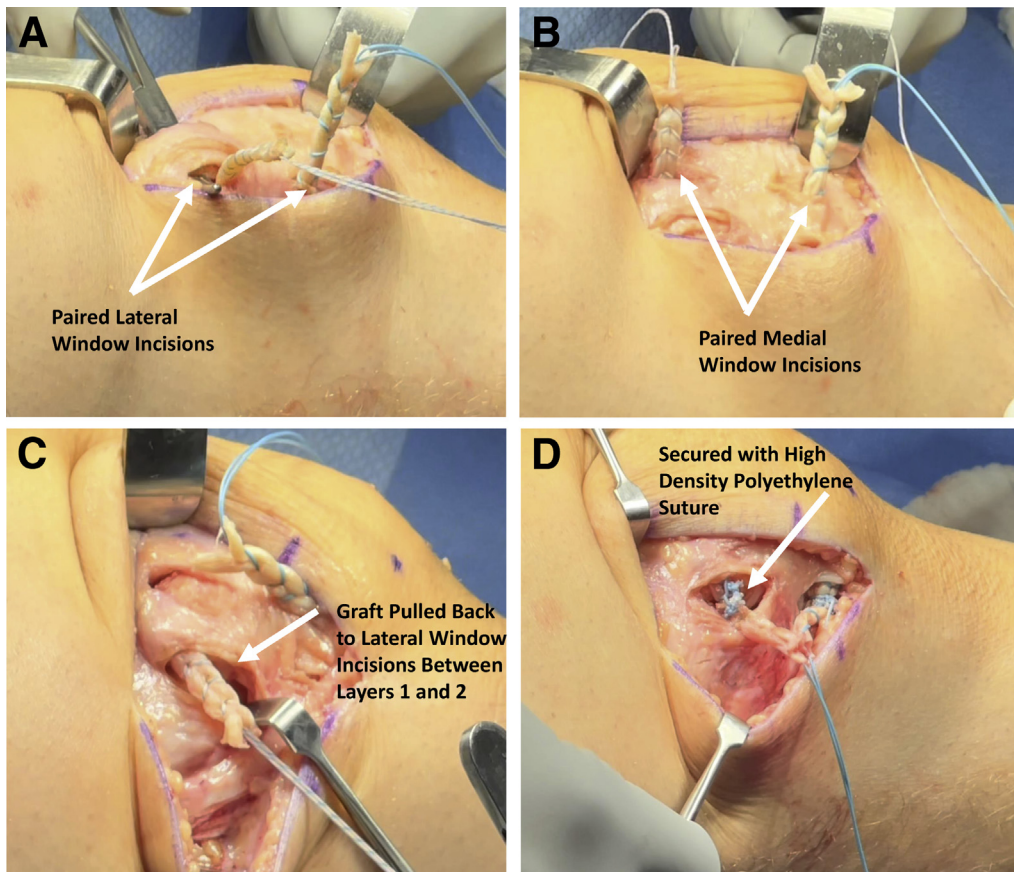 A
Paired Lateral
Window Incisions
B
Paired Medial
Window Incisions
C
Graft Pulled Back
to Lateral Window
Incisions Between
Layers 1 and 2
D
Secured with High
Density Polyethylene
Suture